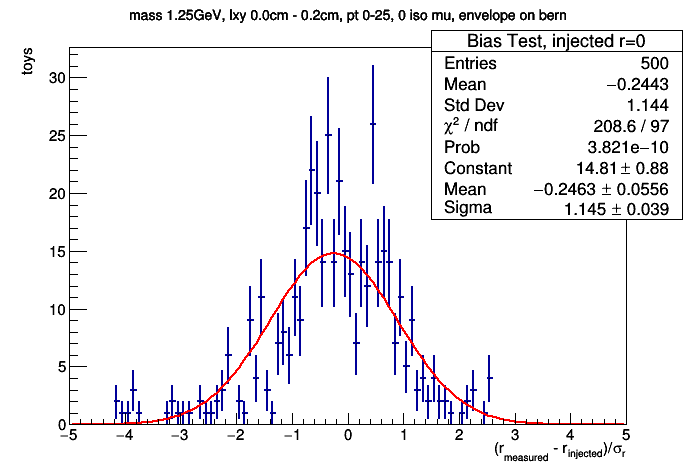 mass 1.25GeV, lxy 0.0cm - 0.2cm, pt 0-25, 0 iso mu, envelope on bern
Bias Test, injected r=0
Entries 500
Mean −0.2443
Std Dev 1.144
χ² / ndf 208.6 / 97
Prob 3.821e−10
Constant 14.81 ± 0.88
Mean −0.2463 ± 0.0556
Sigma 1.145 ± 0.039
toys
30
25
20
15
10
5
0
−5 −4 −3 −2 −1 0 1 2 3 4 5
(r_measured - r_injected)/σ_r